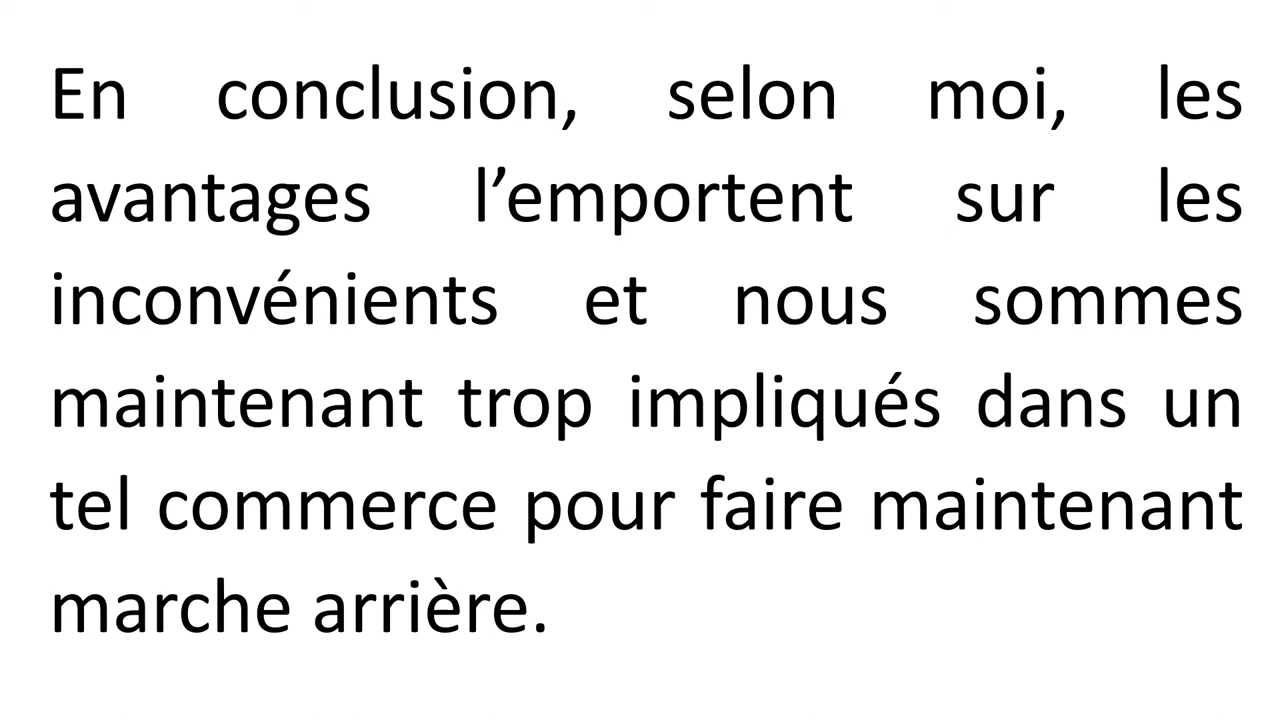 En conclusion, selon moi, les
avantages l’emportent sur les
inconvénients et nous sommes
maintenant trop impliqués dans un
tel commerce pour faire maintenant
marche arrière.